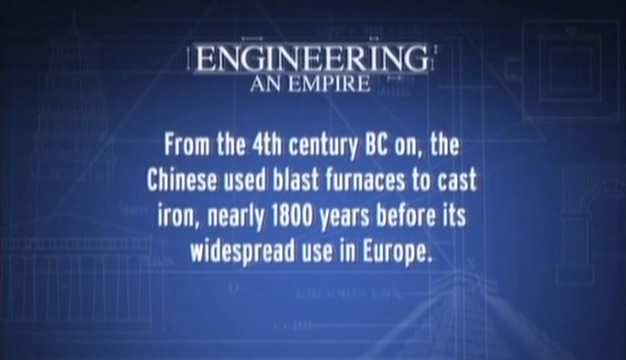 ENGINEERING
AN EMPIRE
From the 4th century BC on, the
Chinese used blast furnaces to cast
iron, nearly 1800 years before its
widespread use in Europe.